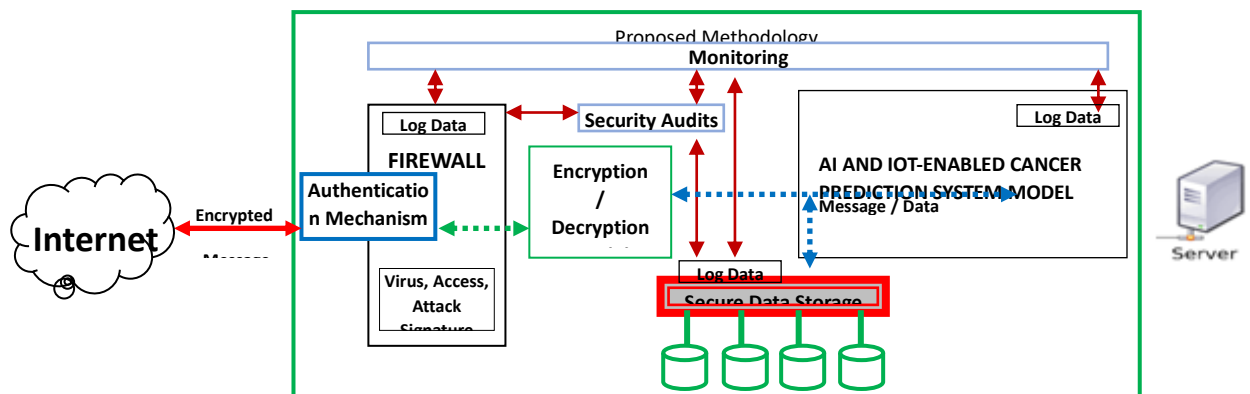 Proposed Methodology
Monitoring
Log Data
Security Audits
Log Data
FIREWALL
Encryption
/
Decryption
AI AND IOT-ENABLED CANCER
PREDICTION SYSTEM MODEL
Message / Data
Authenticatio
n Mechanism
Encrypted
Message
Internet
Server
Virus, Access,
Attack
Signature
Log Data
Secure Data Storage